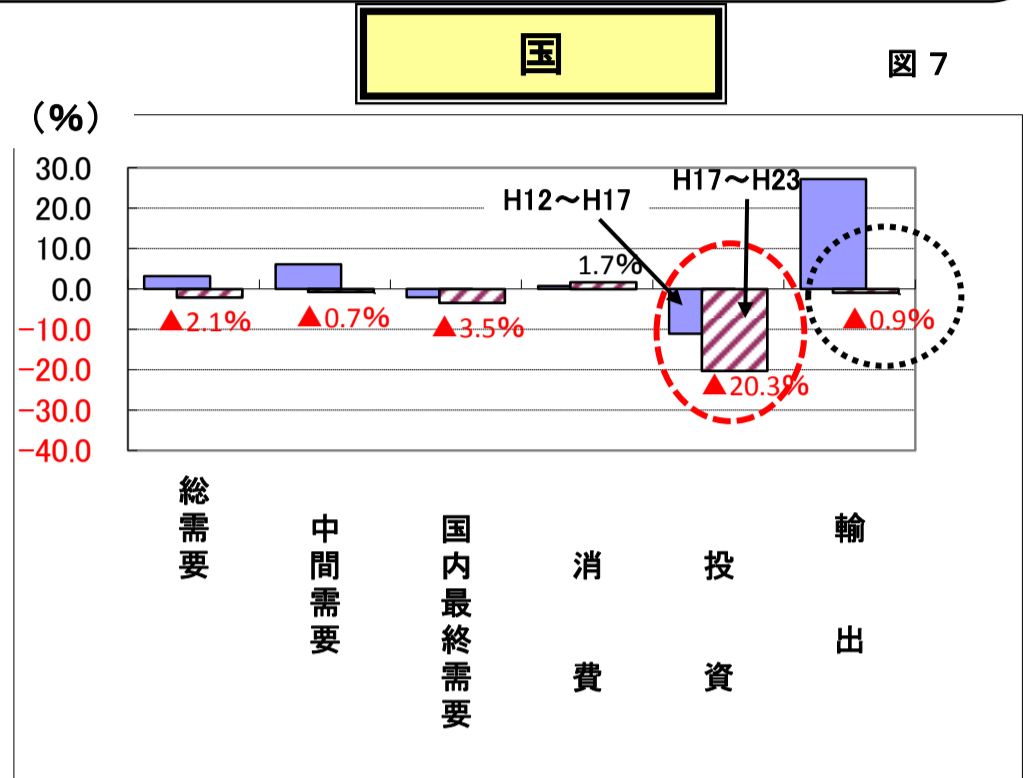 国
図 7
（%）
30.0
20.0
10.0
0.0
−10.0
−20.0
−30.0
−40.0
H12～H17
H17～H23
▲2.1%
▲0.7%
▲3.5%
1.7%
▲20.3%
▲0.9%
総需要
中間需要
国内最終需要
消費
投資
輸出